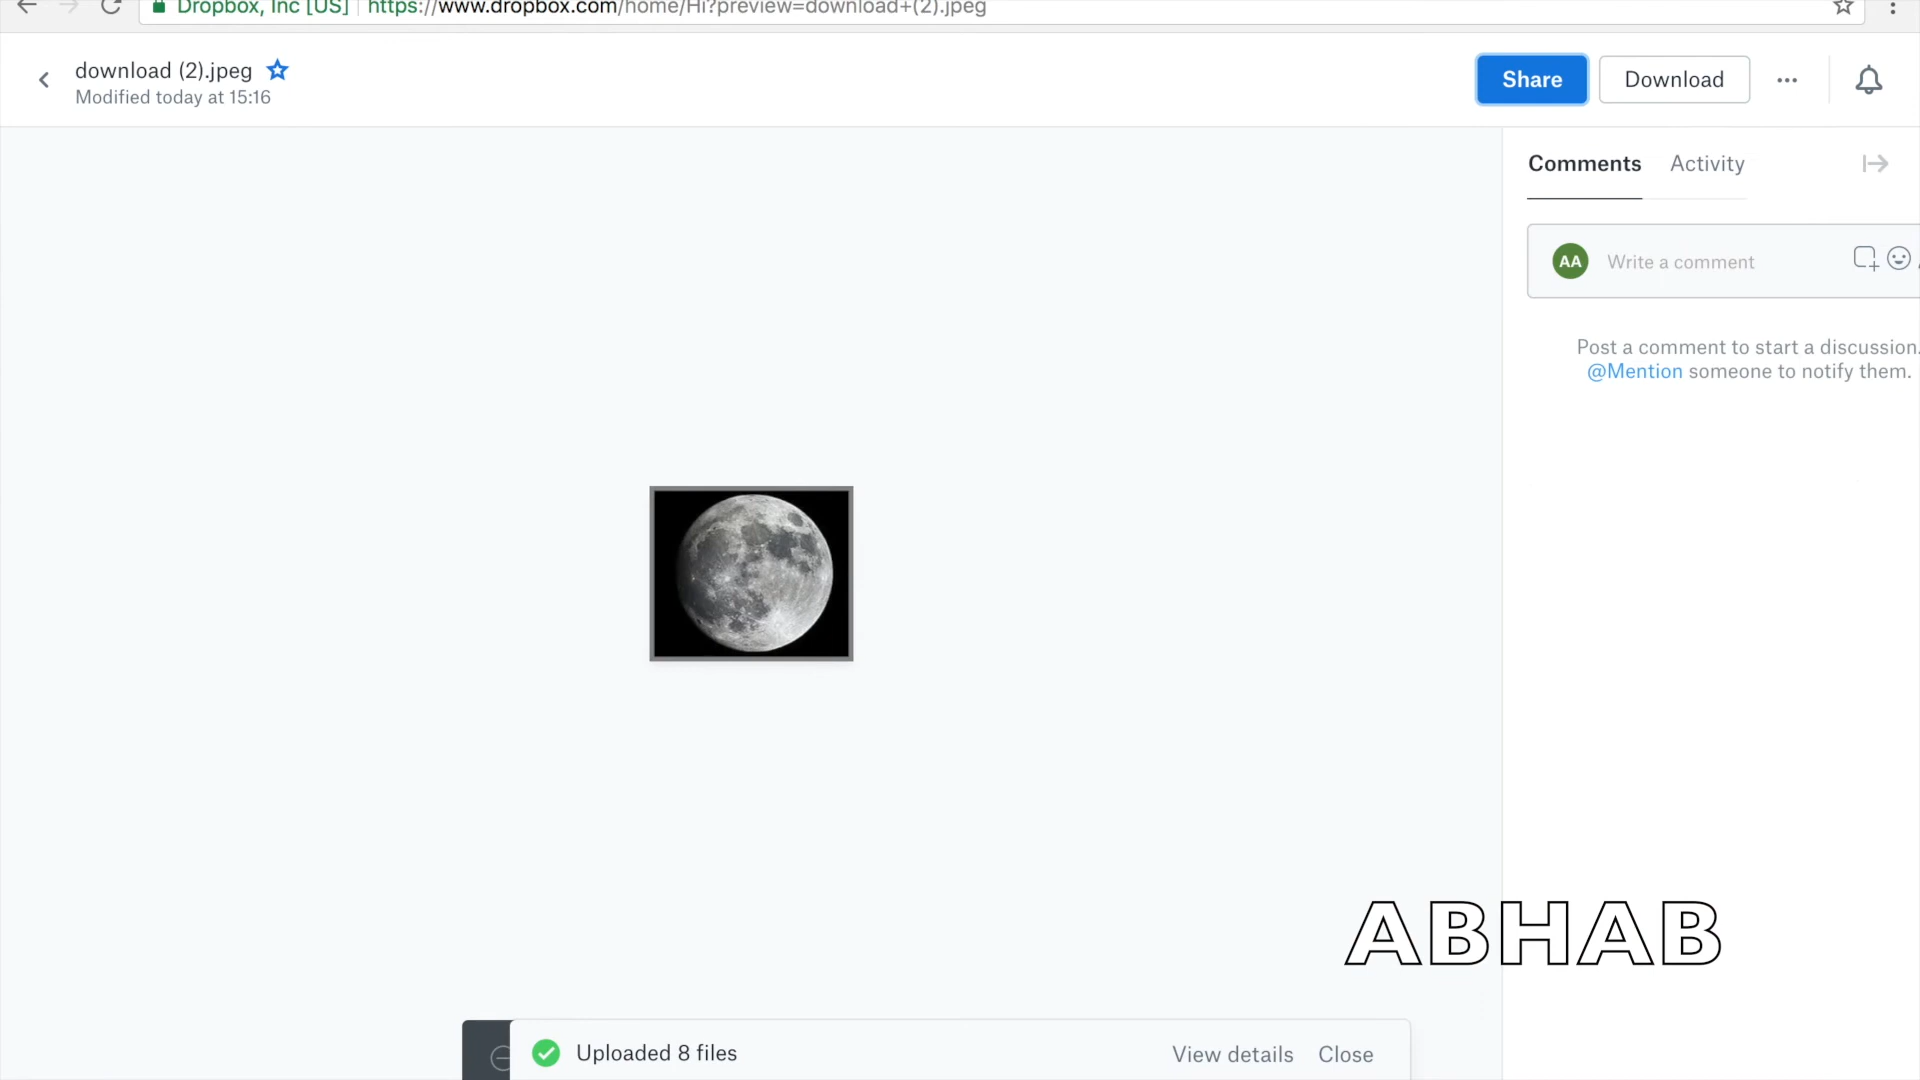 Dropbox, Inc [US] https://www.dropbox.com/home/Hi?preview=download+(2).jpeg
download (2).jpeg
Modified today at 15:16
Share
Download
Comments
Activity
AA
Write a comment
Post a comment to start a discussion.
@Mention someone to notify them.
ABHAB
Uploaded 8 files
View details
Close